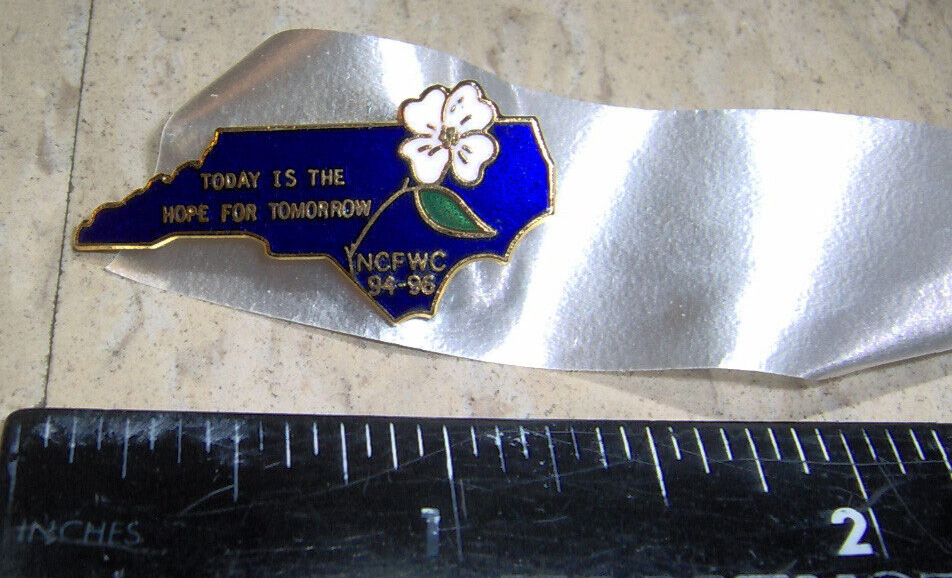 TODAY IS THE
HOPE FOR TOMORROW
NCFWC
94-96
INCHES
1
2